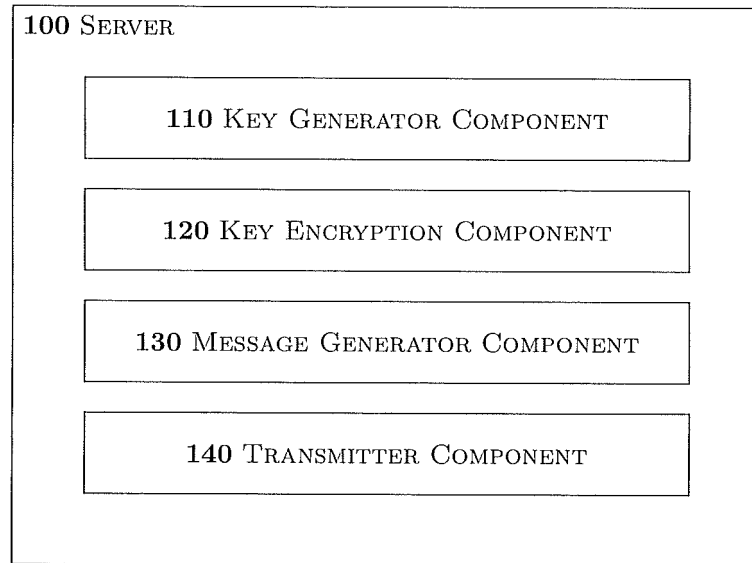 100 Server
110 Key Generator Component
120 Key Encryption Component
130 Message Generator Component
140 Transmitter Component